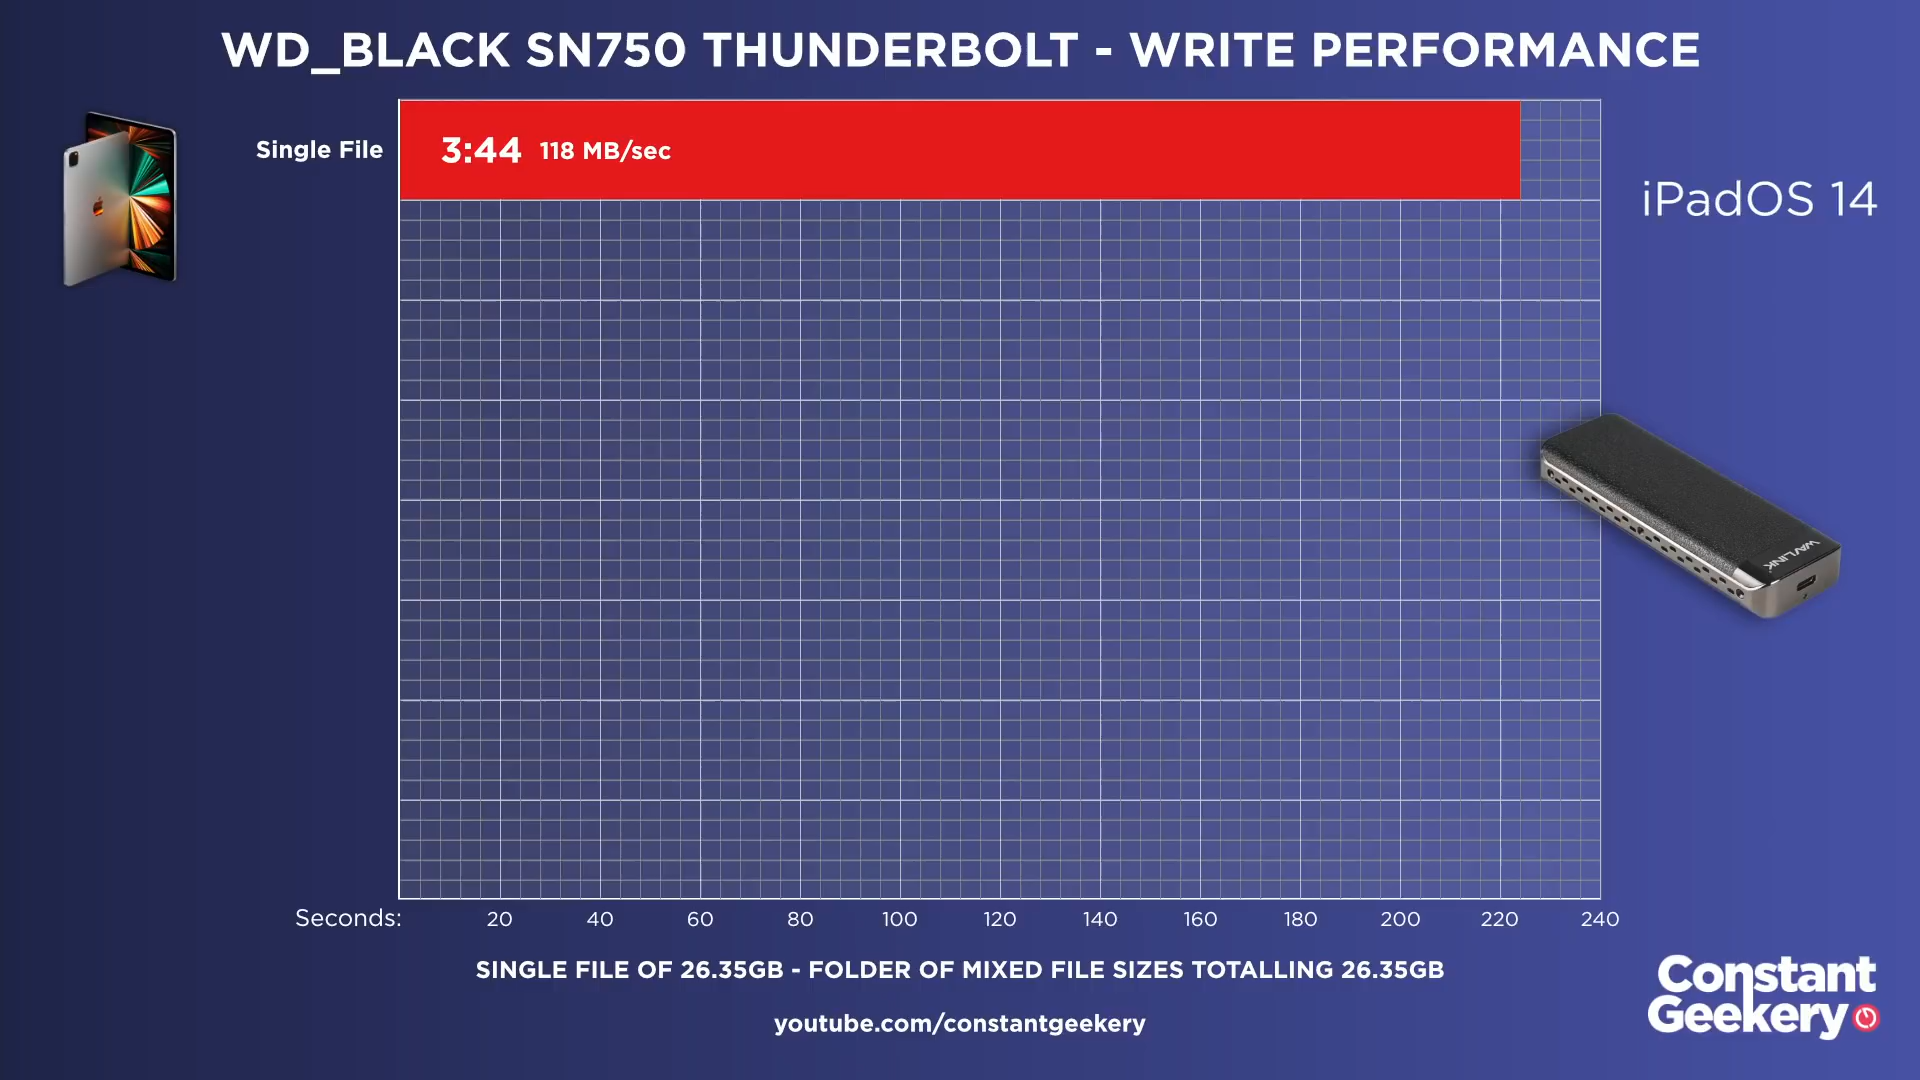 WD_BLACK SN750 THUNDERBOLT - WRITE PERFORMANCE
Single File
3:44 118 MB/sec
iPadOS 14
WAVLINK
Seconds: 20 40 60 80 100 120 140 160 180 200 220 240
SINGLE FILE OF 26.35GB - FOLDER OF MIXED FILE SIZES TOTALLING 26.35GB
youtube.com/constantgeekery
Constant
Geekery